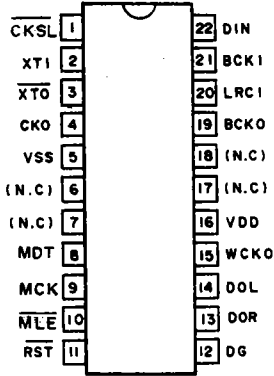 CKSL 1 22 DIN
XTI 2 21 BCKI
XTO 3 20 LRCI
CKO 4 19 BCKO
VSS 5 18 (N.C)
(N.C) 6 17 (N.C)
(N.C) 7 16 VDD
MDT 8 15 WCKO
MCK 9 14 DOL
MLE 10 13 DOR
RST 11 12 DG